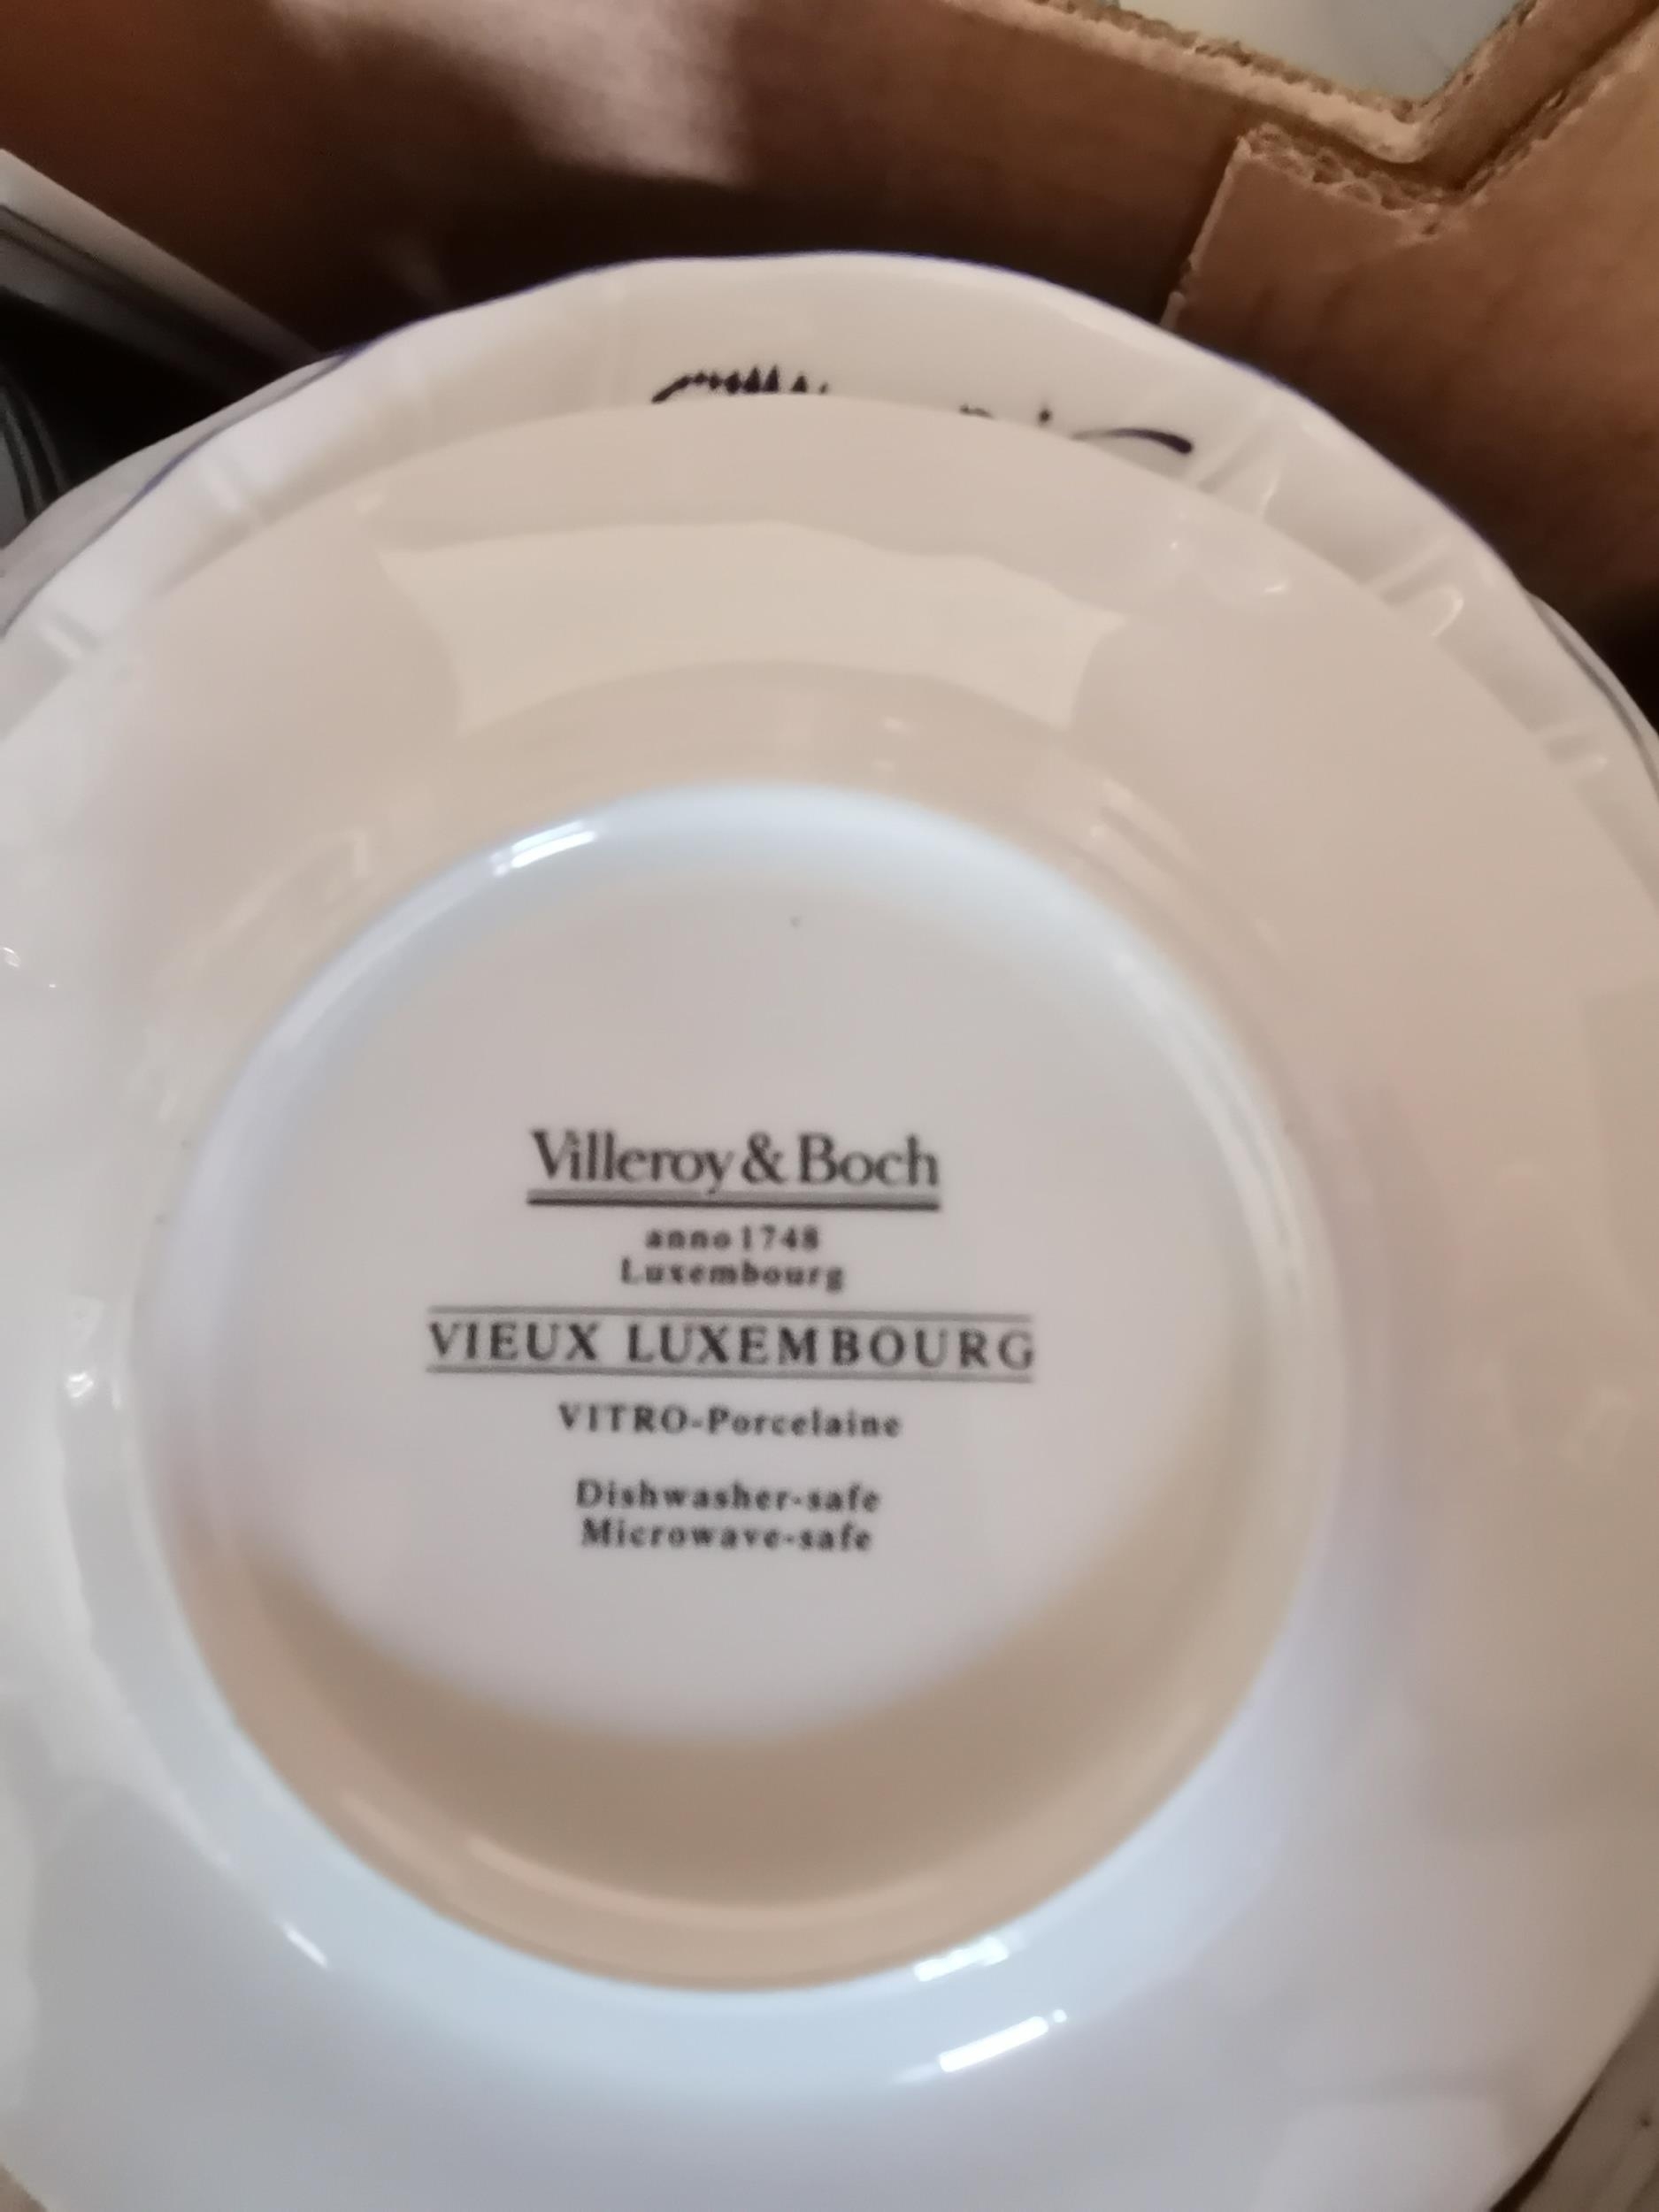 Villeroy & Boch
anno 1748
Luxembourg
VIEUX LUXEMBOURG
VITRO-Porcelaine
Dishwasher-safe
Microwave-safe